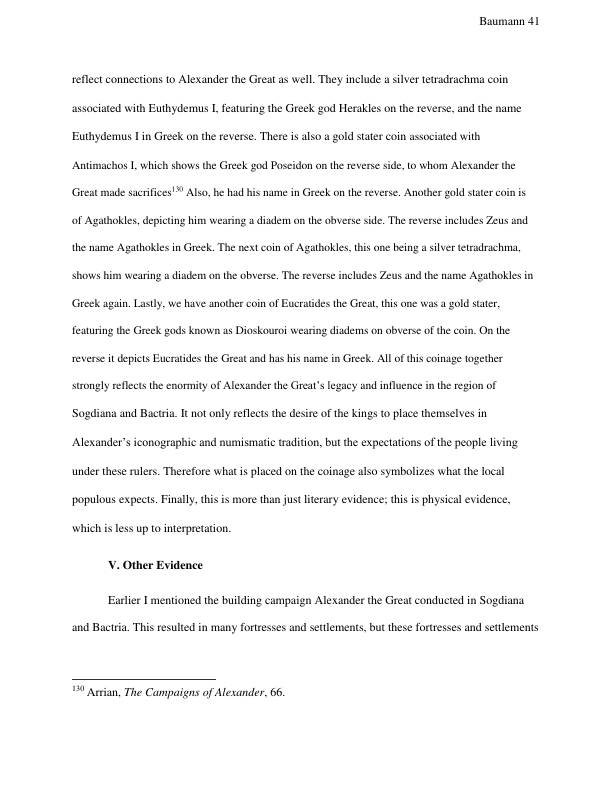 Baumann 41
reflect connections to Alexander the Great as well. They include a silver tetradrachma coin
associated with Euthydemus I, featuring the Greek god Herakles on the reverse, and the name
Euthydemus I in Greek on the reverse. There is also a gold stater coin associated with
Antimachos I, which shows the Greek god Poseidon on the reverse side, to whom Alexander the
Great made sacrifices130 Also, he had his name in Greek on the reverse. Another gold stater coin is
of Agathokles, depicting him wearing a diadem on the obverse side. The reverse includes Zeus and
the name Agathokles in Greek. The next coin of Agathokles, this one being a silver tetradrachma,
shows him wearing a diadem on the obverse. The reverse includes Zeus and the name Agathokles in
Greek again. Lastly, we have another coin of Eucratides the Great, this one was a gold stater,
featuring the Greek gods known as Dioskouroi wearing diadems on obverse of the coin. On the
reverse it depicts Eucratides the Great and has his name in Greek. All of this coinage together
strongly reflects the enormity of Alexander the Great's legacy and influence in the region of
Sogdiana and Bactria. It not only reflects the desire of the kings to place themselves in
Alexander's iconographic and numismatic tradition, but the expectations of the people living
under these rulers. Therefore what is placed on the coinage also symbolizes what the local
populous expects. Finally, this is more than just literary evidence; this is physical evidence,
which is less up to interpretation.
V. Other Evidence
Earlier I mentioned the building campaign Alexander the Great conducted in Sogdiana
and Bactria. This resulted in many fortresses and settlements, but these fortresses and settlements
130 Arrian, The Campaigns of Alexander, 66.